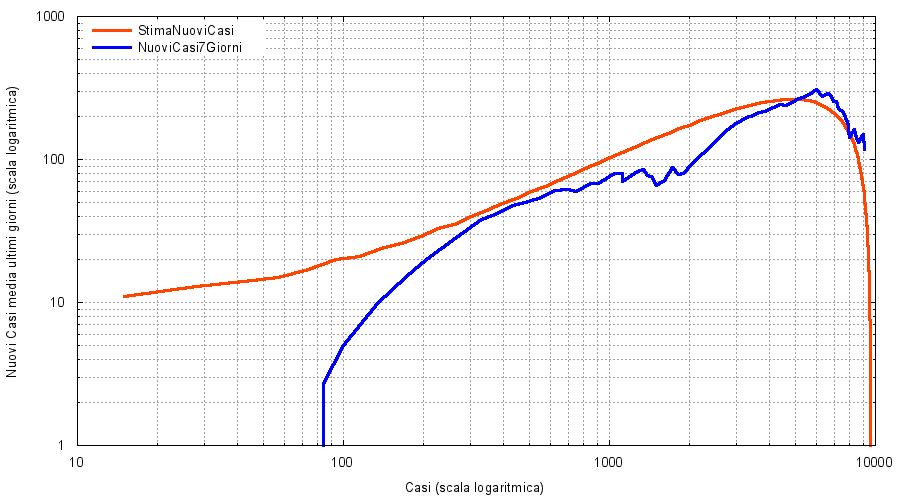 1000
StimaNuoviCasi
NuoviCasi7Giorni
100
10
1
10
100
1000
10000
Nuovi Casi media ultimi giorni (scala logaritmica)
Casi (scala logaritmica)